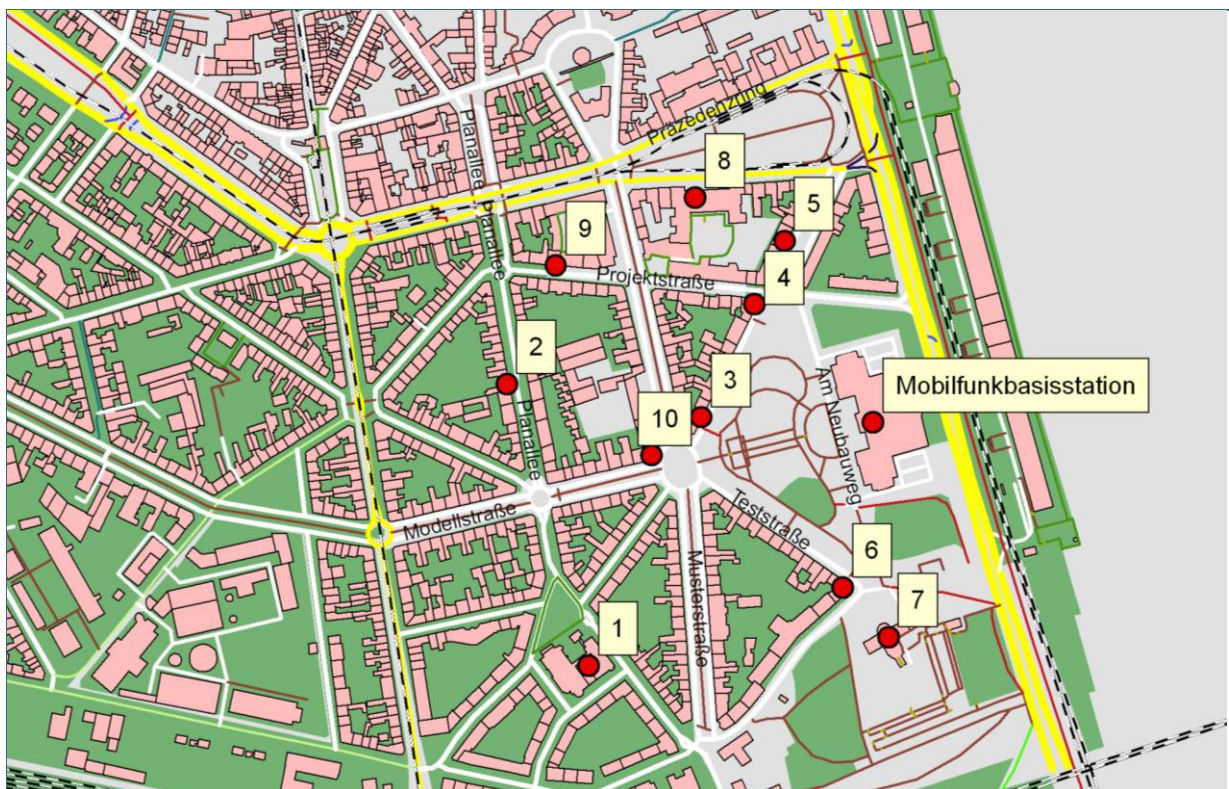 Präzedenzring
Planallee
8
Planallee
5
9
Projektstraße
4
2
3
Am Neubauweg
Mobilfunkbasisstation
10
Planallee
Modellstraße
Teststraße
6
Musterstraße
7
1